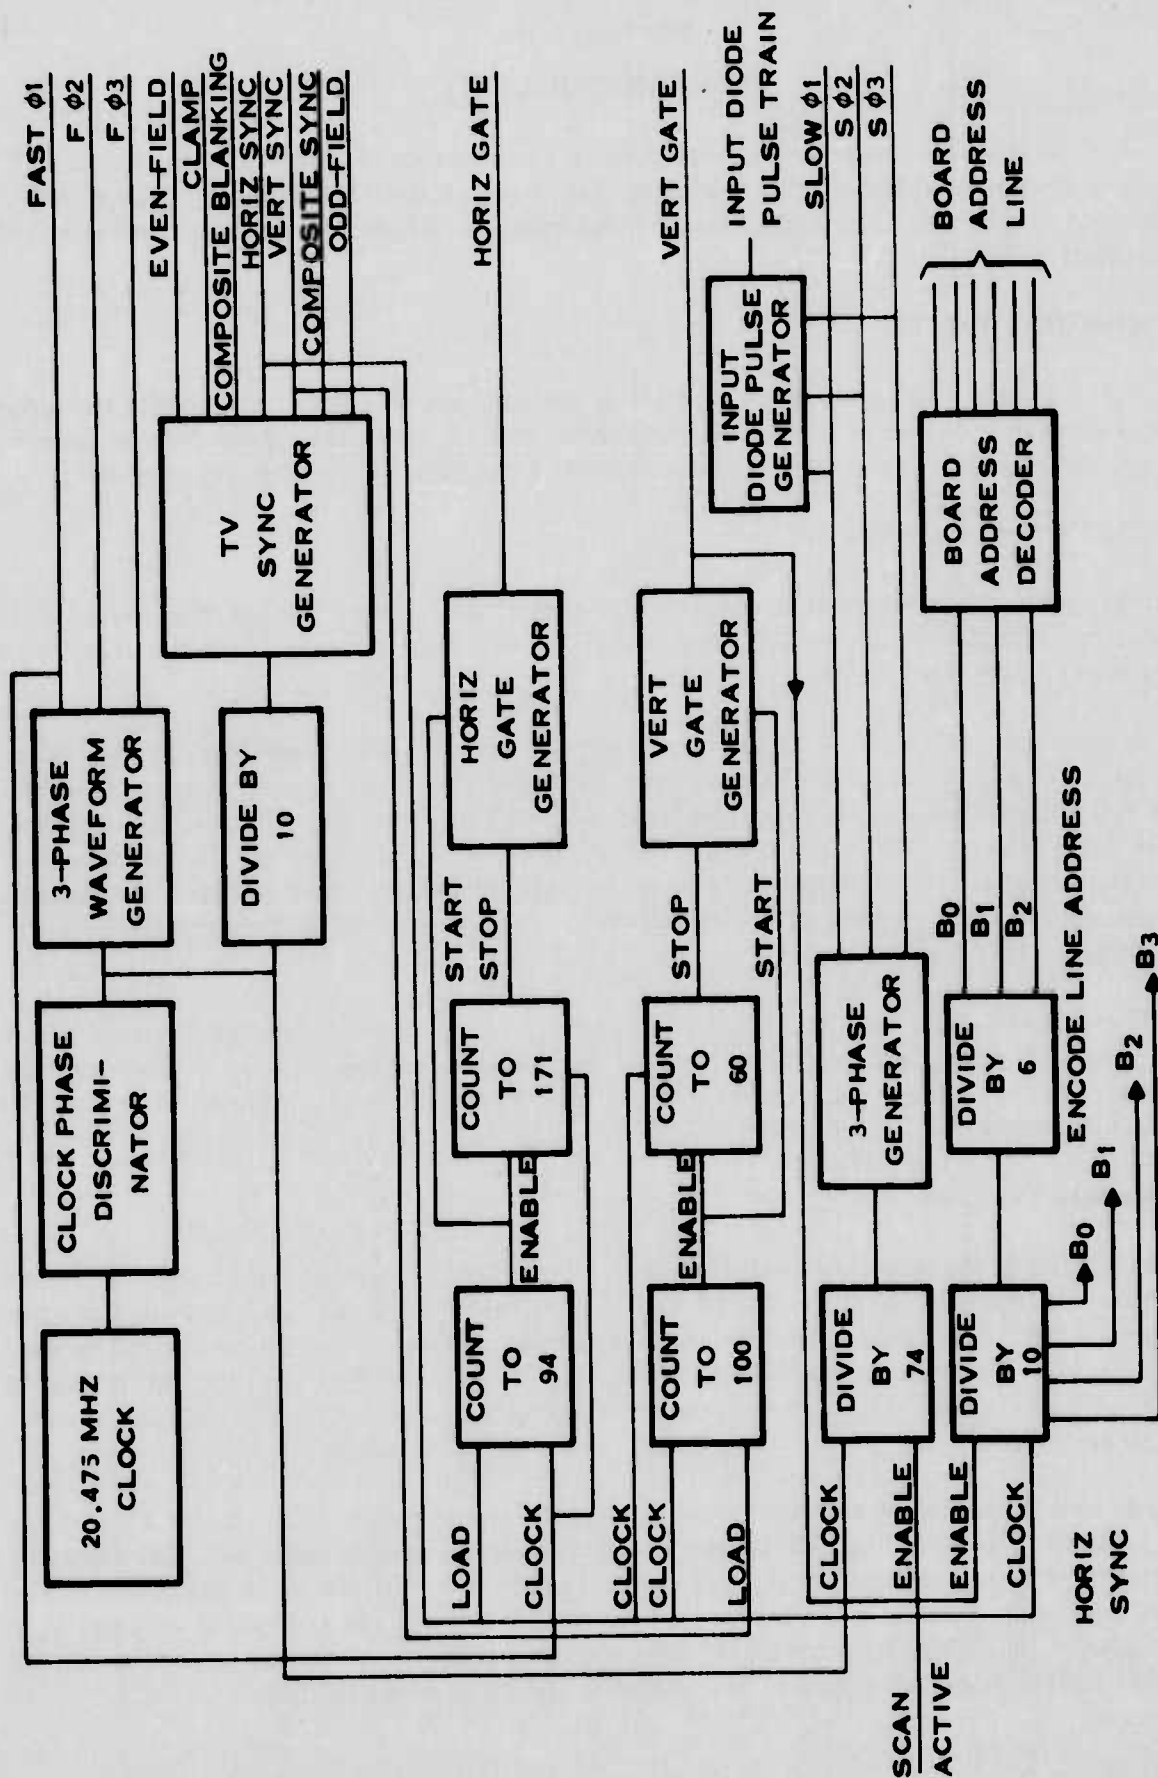 20.475 MHZ
CLOCK
CLOCK PHASE
DISCRIMI-
NATOR
3-PHASE
WAVEFORM
GENERATOR
FAST φ1
F φ2
F φ3
DIVIDE BY
10
TV
SYNC
GENERATOR
EVEN-FIELD
CLAMP
COMPOSITE BLANKING
HORIZ SYNC
VERT SYNC
COMPOSITE SYNC
ODD-FIELD
LOAD
CLOCK
COUNT
TO
94
ENABLE
COUNT
TO
171
START
STOP
HORIZ
GATE
GENERATOR
HORIZ GATE
CLOCK
CLOCK
LOAD
COUNT
TO
100
ENABLE
COUNT
TO
60
STOP
START
VERT
GATE
GENERATOR
VERT GATE
INPUT
DIODE PULSE
GENERATOR
INPUT DIODE
PULSE TRAIN
SCAN
ACTIVE
CLOCK
ENABLE
DIVIDE
BY
74
3-PHASE
GENERATOR
SLOW φ1
S φ2
S φ3
ENABLE
CLOCK
HORIZ
SYNC
DIVIDE
BY
10
DIVIDE
BY
6
B0
B1
B2
BOARD
ADDRESS
DECODER
BOARD
ADDRESS
LINE
ENCODE LINE ADDRESS
B0
B1
B2
B3